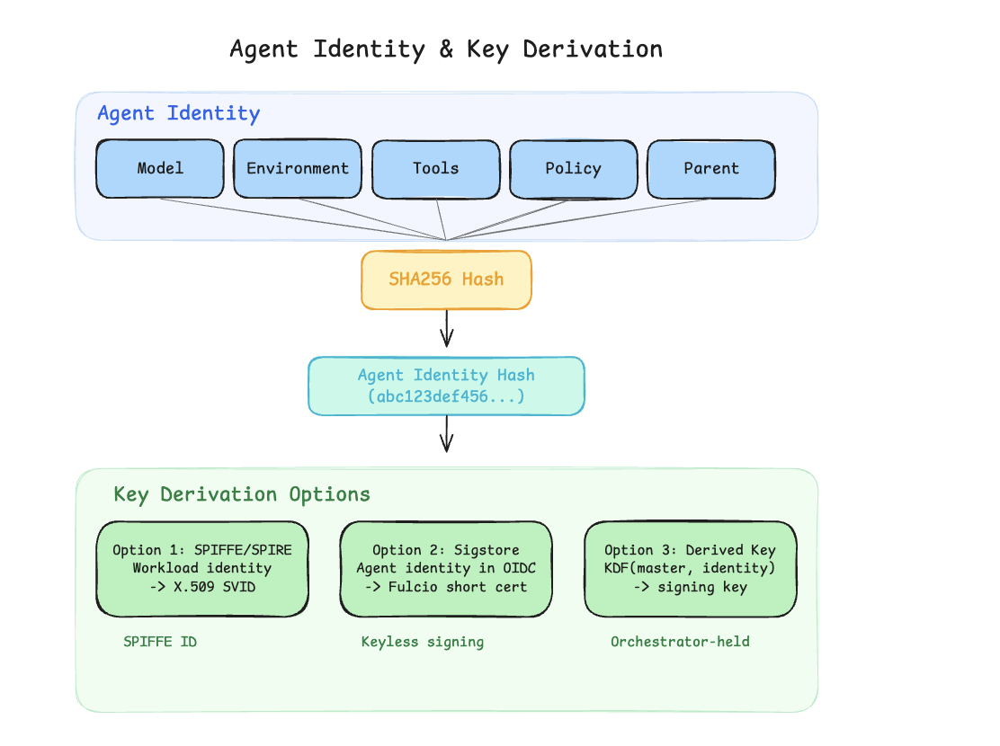 Agent Identity & Key Derivation
Agent Identity
Model
Environment
Tools
Policy
Parent
SHA256 Hash
Agent Identity Hash
(abc123def456...)
Key Derivation Options
Option 1: SPIFFE/SPIRE
Workload identity
-> X.509 SVID
Option 2: Sigstore
Agent identity in OIDC
-> Fulcio short cert
Option 3: Derived Key
KDF(master, identity)
-> signing key
SPIFFE ID
Keyless signing
Orchestrator-held